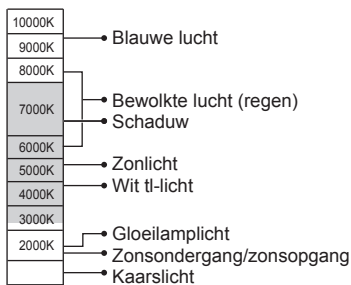 10000K
9000K
Blauwe lucht
8000K
7000K
Bewolkte lucht (regen)
Schaduw
6000K
5000K
Zonlicht
4000K
Wit tl-licht
3000K
2000K
Gloeilamplicht
Zonsondergang/zonsopgang
Kaarslicht